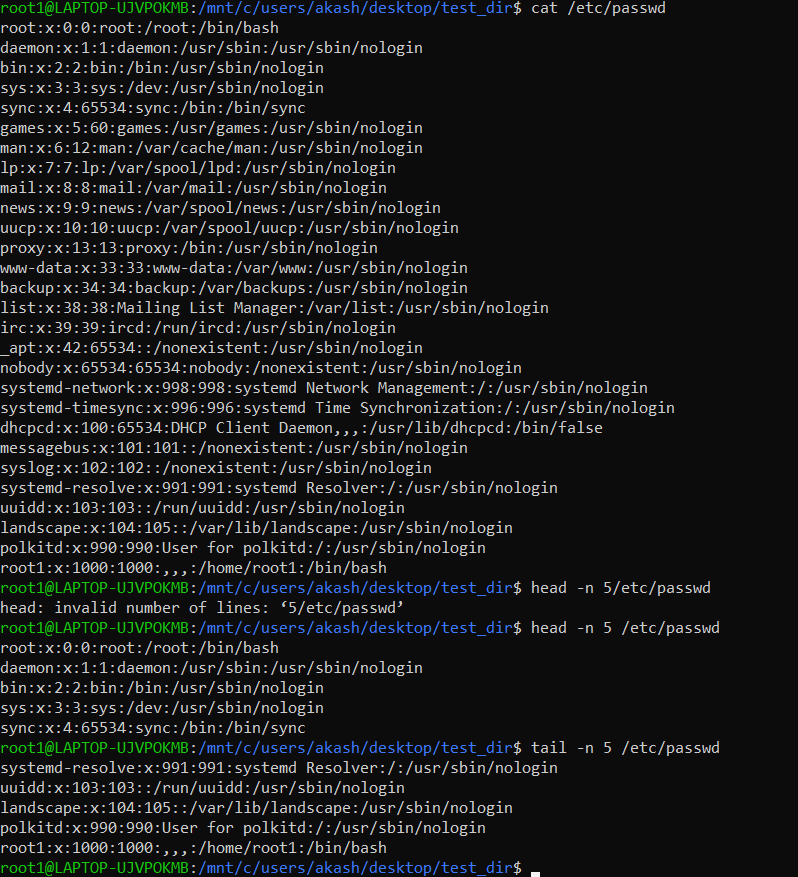 root1@LAPTOP-UJVPOKMB:/mnt/c/users/akash/desktop/test_dir$ cat /etc/passwd
root:x:0:0:root:/root:/bin/bash
daemon:x:1:1:daemon:/usr/sbin:/usr/sbin/nologin
bin:x:2:2:bin:/bin:/usr/sbin/nologin
sys:x:3:3:sys:/dev:/usr/sbin/nologin
sync:x:4:65534:sync:/bin:/bin/sync
games:x:5:60:games:/usr/games:/usr/sbin/nologin
man:x:6:12:man:/var/cache/man:/usr/sbin/nologin
lp:x:7:7:lp:/var/spool/lpd:/usr/sbin/nologin
mail:x:8:8:mail:/var/mail:/usr/sbin/nologin
news:x:9:9:news:/var/spool/news:/usr/sbin/nologin
uucp:x:10:10:uucp:/var/spool/uucp:/usr/sbin/nologin
proxy:x:13:13:proxy:/bin:/usr/sbin/nologin
www-data:x:33:33:www-data:/var/www:/usr/sbin/nologin
backup:x:34:34:backup:/var/backups:/usr/sbin/nologin
list:x:38:38:Mailing List Manager:/var/list:/usr/sbin/nologin
irc:x:39:39:ircd:/run/ircd:/usr/sbin/nologin
_apt:x:42:65534::/nonexistent:/usr/sbin/nologin
nobody:x:65534:65534:nobody:/nonexistent:/usr/sbin/nologin
systemd-network:x:998:998:systemd Network Management:/:/usr/sbin/nologin
systemd-timesync:x:996:996:systemd Time Synchronization:/:/usr/sbin/nologin
dhcpcd:x:100:65534:DHCP Client Daemon,,,:/usr/lib/dhcpcd:/bin/false
messagebus:x:101:101::/nonexistent:/usr/sbin/nologin
syslog:x:102:102::/nonexistent:/usr/sbin/nologin
systemd-resolve:x:991:991:systemd Resolver:/:/usr/sbin/nologin
uuidd:x:103:103::/run/uuidd:/usr/sbin/nologin
landscape:x:104:105::/var/lib/landscape:/usr/sbin/nologin
polkitd:x:990:990:User for polkitd:/:/usr/sbin/nologin
root1:x:1000:1000:,,,:/home/root1:/bin/bash
root1@LAPTOP-UJVPOKMB:/mnt/c/users/akash/desktop/test_dir$ head -n 5/etc/passwd
head: invalid number of lines: ‘5/etc/passwd’
root1@LAPTOP-UJVPOKMB:/mnt/c/users/akash/desktop/test_dir$ head -n 5 /etc/passwd
root:x:0:0:root:/root:/bin/bash
daemon:x:1:1:daemon:/usr/sbin:/usr/sbin/nologin
bin:x:2:2:bin:/bin:/usr/sbin/nologin
sys:x:3:3:sys:/dev:/usr/sbin/nologin
sync:x:4:65534:sync:/bin:/bin/sync
root1@LAPTOP-UJVPOKMB:/mnt/c/users/akash/desktop/test_dir$ tail -n 5 /etc/passwd
systemd-resolve:x:991:991:systemd Resolver:/:/usr/sbin/nologin
uuidd:x:103:103::/run/uuidd:/usr/sbin/nologin
landscape:x:104:105::/var/lib/landscape:/usr/sbin/nologin
polkitd:x:990:990:User for polkitd:/:/usr/sbin/nologin
root1:x:1000:1000:,,,:/home/root1:/bin/bash
root1@LAPTOP-UJVPOKMB:/mnt/c/users/akash/desktop/test_dir$